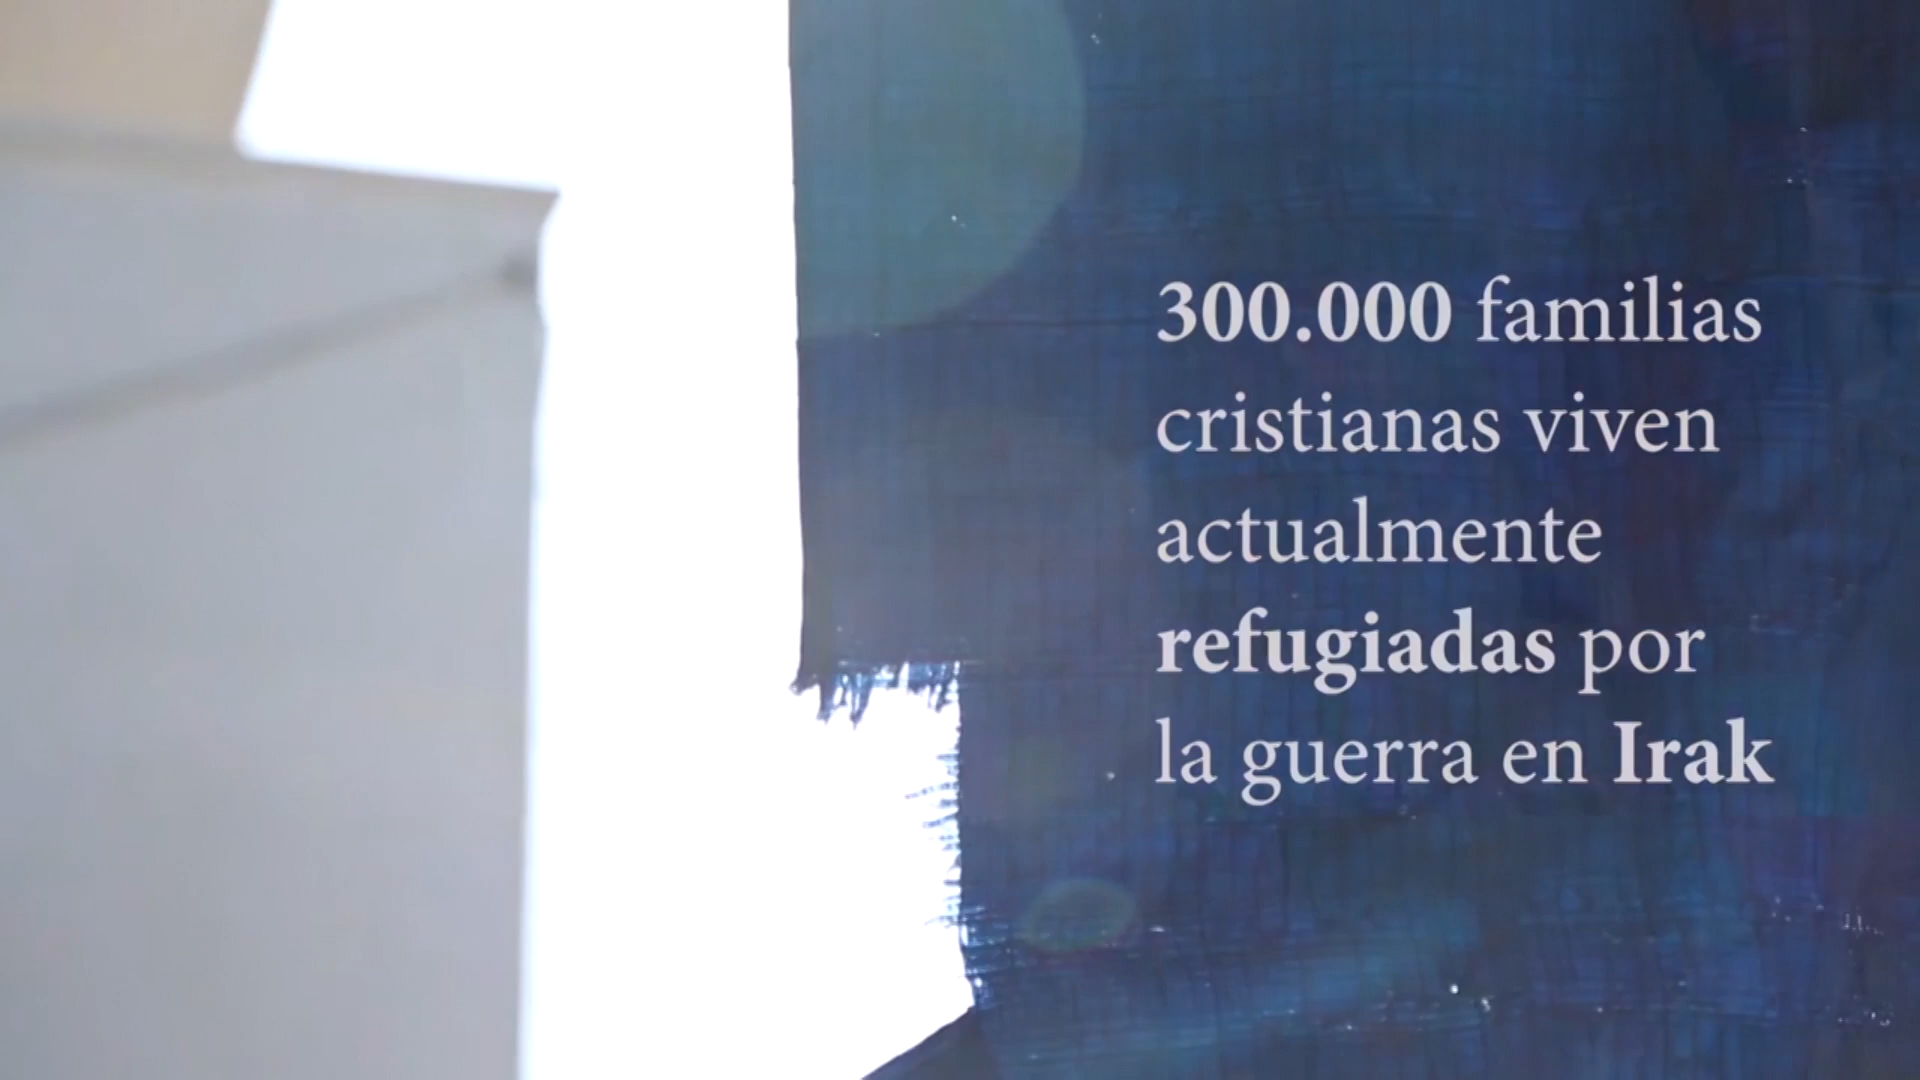 300.000 familias
cristianas viven
actualmente
refugiadas por
la guerra en Irak